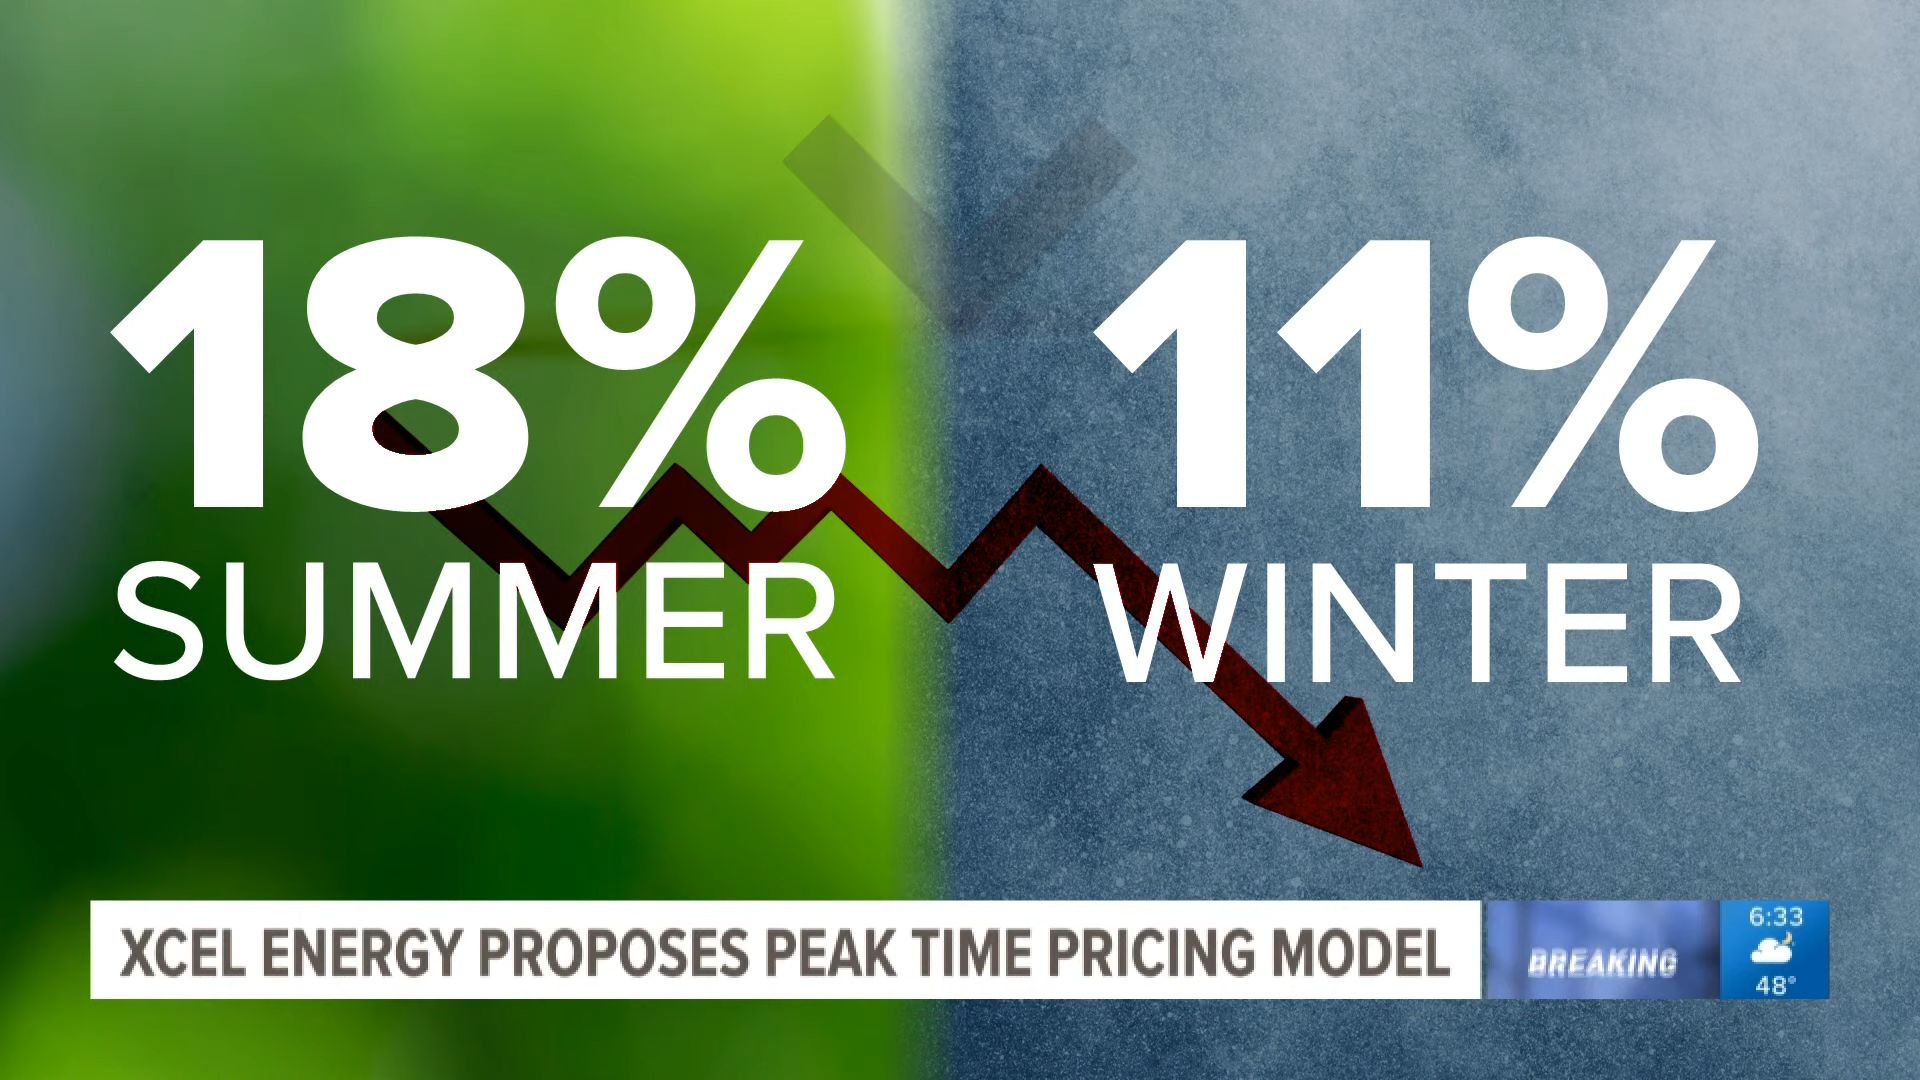 18%
SUMMER
11%
WINTER
XCEL ENERGY PROPOSES PEAK TIME PRICING MODEL
BREAKING
6:33
48°